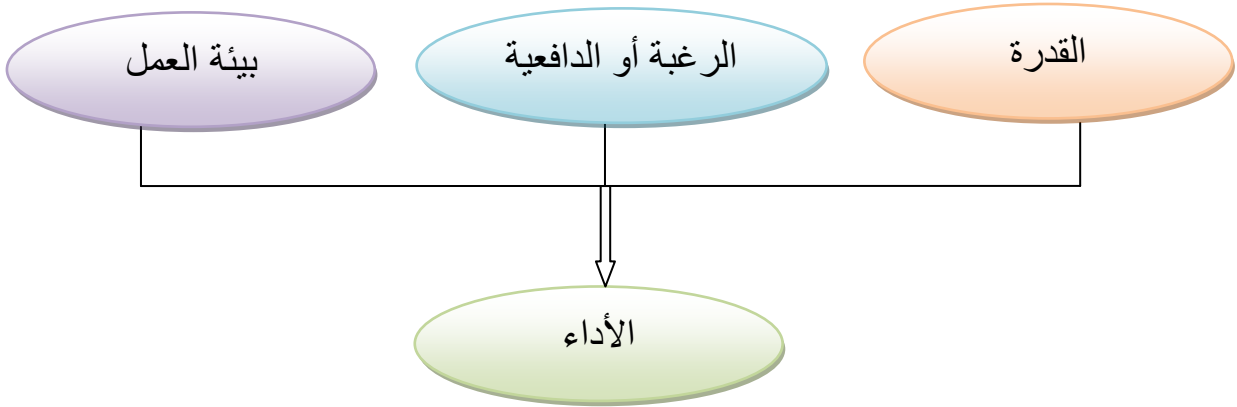 القدرة
الرغبة أو الدافعية
بيئة العمل
الأداء